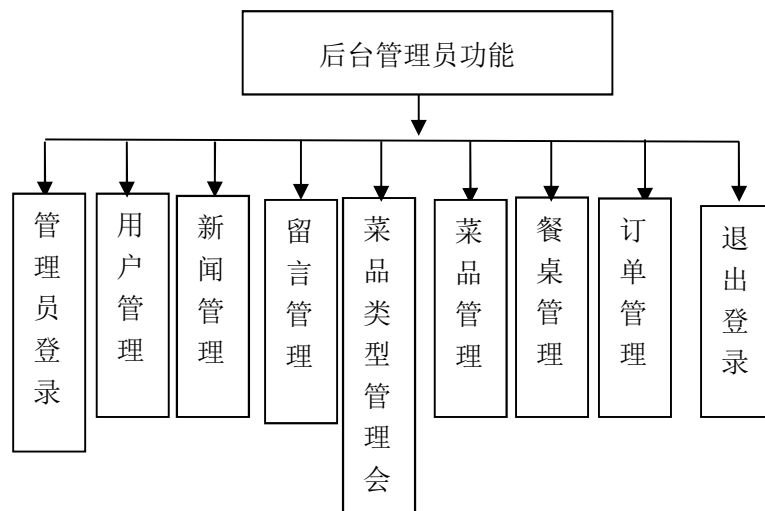 后台管理员功能
管理员登录
用户管理
新闻管理
留言管理
菜品类型管理会
菜品管理
餐桌管理
订单管理
退出登录